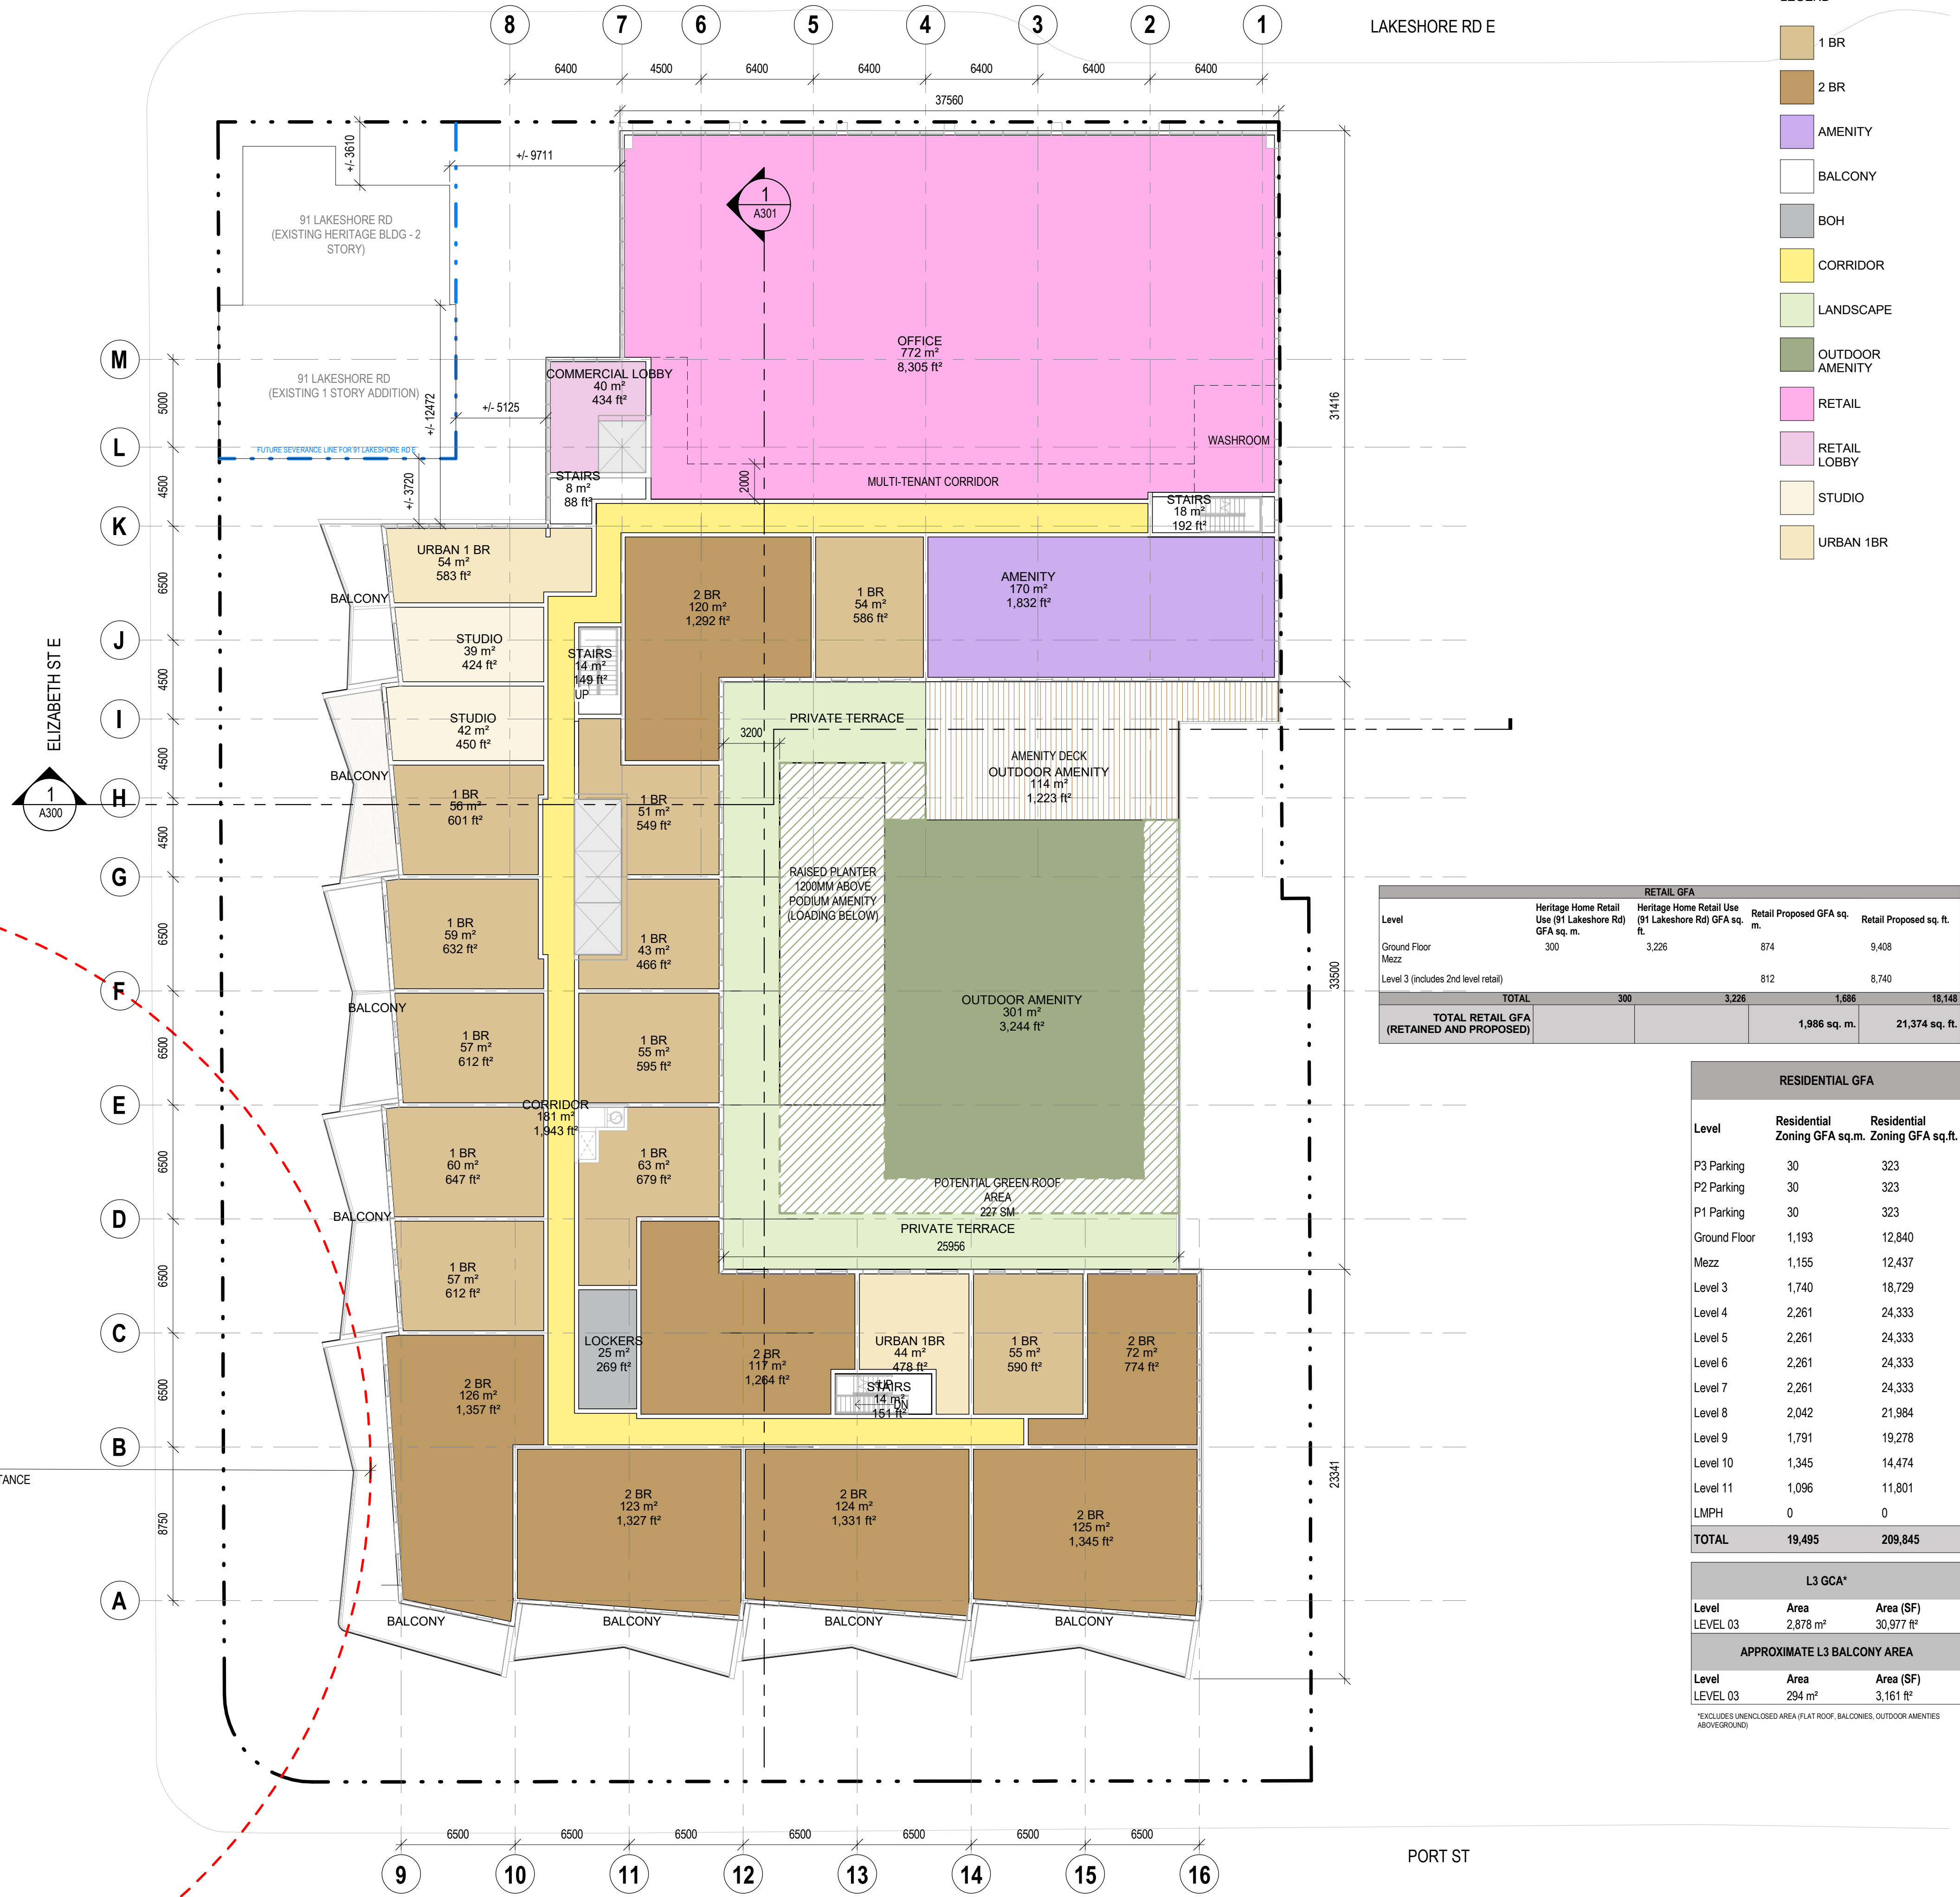 8
7
6
5
4
3
2
1
LAKESHORE RD E
6400
4500
6400
6400
6400
6400
6400
37560
+/- 3610
+/- 9711
1
A301
91 LAKESHORE RD
(EXISTING HERITAGE BLDG - 2
STORY)
OFFICE
772 m²
8,305 ft²
M
COMMERCIAL LOBBY
40 m²
434 ft²
91 LAKESHORE RD
(EXISTING 1 STORY ADDITION)
5000
+/- 12472
+/- 5125
31416
L
FUTURE SEVERANCE LINE FOR 91 LAKESHORE RD E
WASHROOM
STAIRS
8 m²
88 ft²
4500
+/- 3720
2000
MULTI-TENANT CORRIDOR
STAIRS
18 m²
192 ft²
K
URBAN 1 BR
54 m²
583 ft²
6500
BALCONY
2 BR
120 m²
1,292 ft²
1 BR
54 m²
586 ft²
AMENITY
170 m²
1,832 ft²
J
STUDIO
39 m²
424 ft²
STAIRS
14 m²
149 ft²
UP
4500
ELIZABETH ST E
I
STUDIO
42 m²
450 ft²
PRIVATE TERRACE
3200
4500
AMENITY DECK
OUTDOOR AMENITY
114 m²
1,223 ft²
BALCONY
1
A300
H
1 BR
56 m²
601 ft²
1 BR
51 m²
549 ft²
4500
G
RAISED PLANTER
1200MM ABOVE
PODIUM AMENITY
(LOADING BELOW)
6500
1 BR
59 m²
632 ft²
1 BR
43 m²
466 ft²
33500
F
BALCONY
OUTDOOR AMENITY
301 m²
3,244 ft²
6500
1 BR
57 m²
612 ft²
1 BR
55 m²
595 ft²
E
CORRIDOR
181 m²
1,943 ft²
6500
1 BR
60 m²
647 ft²
1 BR
63 m²
679 ft²
POTENTIAL GREEN ROOF
AREA
227 SM
D
BALCONY
PRIVATE TERRACE
25956
6500
1 BR
57 m²
612 ft²
C
LOCKERS
25 m²
269 ft²
2 BR
117 m²
1,264 ft²
URBAN 1BR
44 m²
478 ft²
1 BR
55 m²
590 ft²
2 BR
72 m²
774 ft²
6500
2 BR
126 m²
1,357 ft²
UP
STAIRS
14 m²
DN
151 ft²
B
TANCE
23341
8750
2 BR
123 m²
1,327 ft²
2 BR
124 m²
1,331 ft²
2 BR
125 m²
1,345 ft²
A
BALCONY
BALCONY
BALCONY
BALCONY
6500
6500
6500
6500
6500
6500
6500
9
10
11
12
13
14
15
16
PORT ST
1 BR
2 BR
AMENITY
BALCONY
BOH
CORRIDOR
LANDSCAPE
OUTDOOR
AMENITY
RETAIL
RETAIL
LOBBY
STUDIO
URBAN 1BR
RETAIL GFA
Level
Heritage Home Retail
Use (91 Lakeshore Rd)
GFA sq. m.
Heritage Home Retail Use
(91 Lakeshore Rd) GFA sq.
ft.
Retail Proposed GFA sq.
m.
Retail Proposed sq. ft.
Ground Floor 300 3,226 874 9,408
Mezz
Level 3 (includes 2nd level retail) 812 8,740
TOTAL 300 3,226 1,686 18,148
TOTAL RETAIL GFA
(RETAINED AND PROPOSED)
1,986 sq. m. 21,374 sq. ft.
RESIDENTIAL GFA
Level
Residential
Zoning GFA sq.m.
Residential
Zoning GFA sq.ft.
P3 Parking 30 323
P2 Parking 30 323
P1 Parking 30 323
Ground Floor 1,193 12,840
Mezz 1,155 12,437
Level 3 1,740 18,729
Level 4 2,261 24,333
Level 5 2,261 24,333
Level 6 2,261 24,333
Level 7 2,261 24,333
Level 8 2,042 21,984
Level 9 1,791 19,278
Level 10 1,345 14,474
Level 11 1,096 11,801
LMPH 0 0
TOTAL 19,495 209,845
L3 GCA*
Level Area Area (SF)
LEVEL 03 2,878 m² 30,977 ft²
APPROXIMATE L3 BALCONY AREA
Level Area Area (SF)
LEVEL 03 294 m² 3,161 ft²
*EXCLUDES UNENCLOSED AREA (FLAT ROOF, BALCONIES, OUTDOOR AMENTIES
ABOVEGROUND)